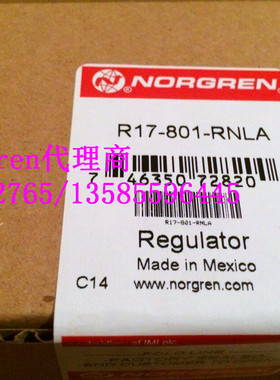 NORGREN
R17-801-RNLA
ren代理商
7 46350 72820
2765/13585596445
R17-801-RNLA
Regulator
Made in Mexico
C14 www.norgren.com